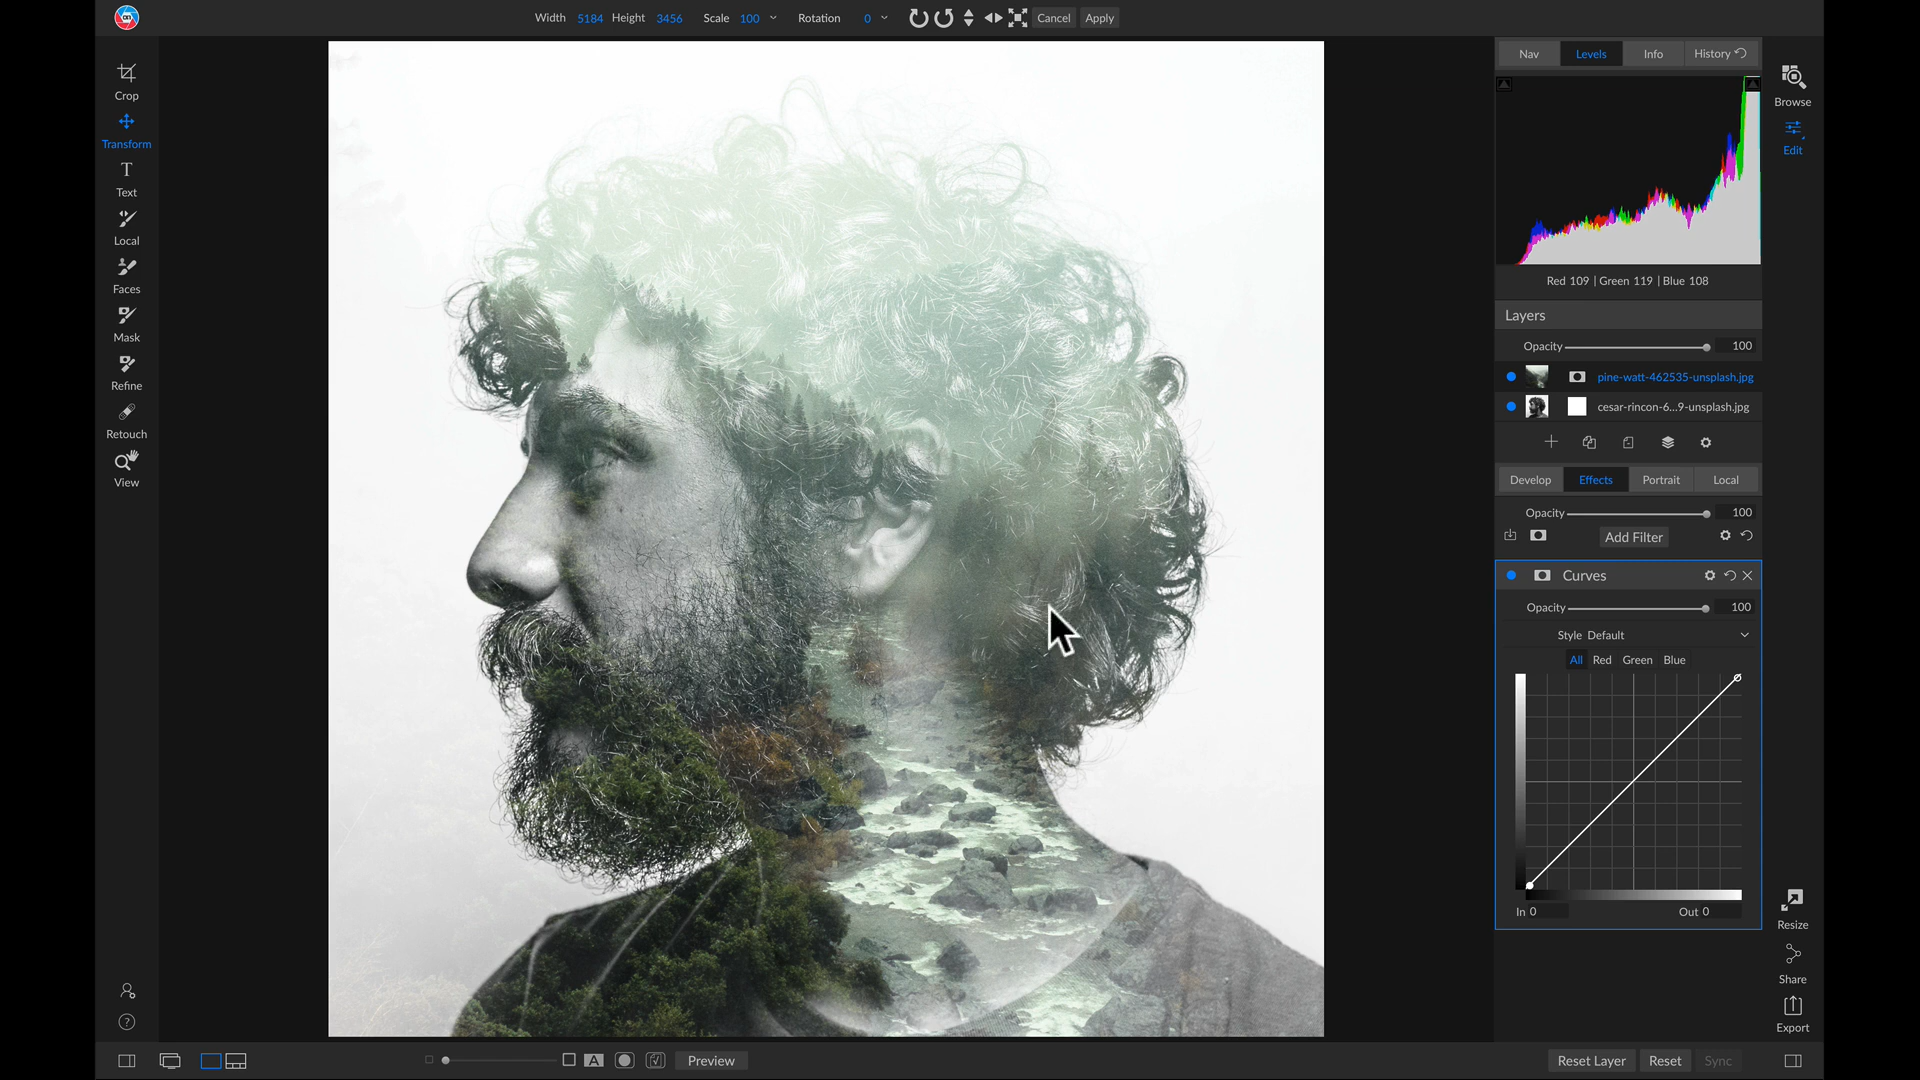 Width 5184 Height 3456 Scale 100 Rotation 0 Cancel Apply
Crop
Transform
Text
Local
Faces
Mask
Refine
Retouch
View
Nav Levels Info History
Red 109 | Green 119 | Blue 108
Layers
Opacity 100
pine-watt-462535-unsplash.jpg
cesar-rincon-6...9-unsplash.jpg
Develop Effects Portrait Local
Opacity 100
Add Filter
Curves
Opacity 100
Style Default
All Red Green Blue
In 0 Out 0
Browse
Edit
Resize
Share
Export
?
A Preview
Reset Layer Reset Sync